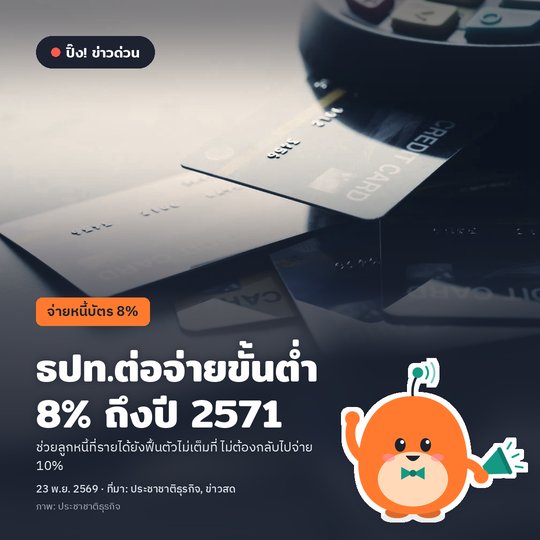 ปิ๊ง! ข่าวด่วน
CREDIT CARD
จ่ายหนี้บัตร 8%
ธปท.ต่อจ่ายขั้นต่ำ
8% ถึงปี 2571
ช่วยลูกหนี้ที่รายได้ยังฟื้นตัวไม่เต็มที่ ไม่ต้องกลับไปจ่าย
10%
23 พ.ย. 2569 · ที่มา: ประชาชาติธุรกิจ, ข่าวสด
ภาพ: ประชาชาติธุรกิจ